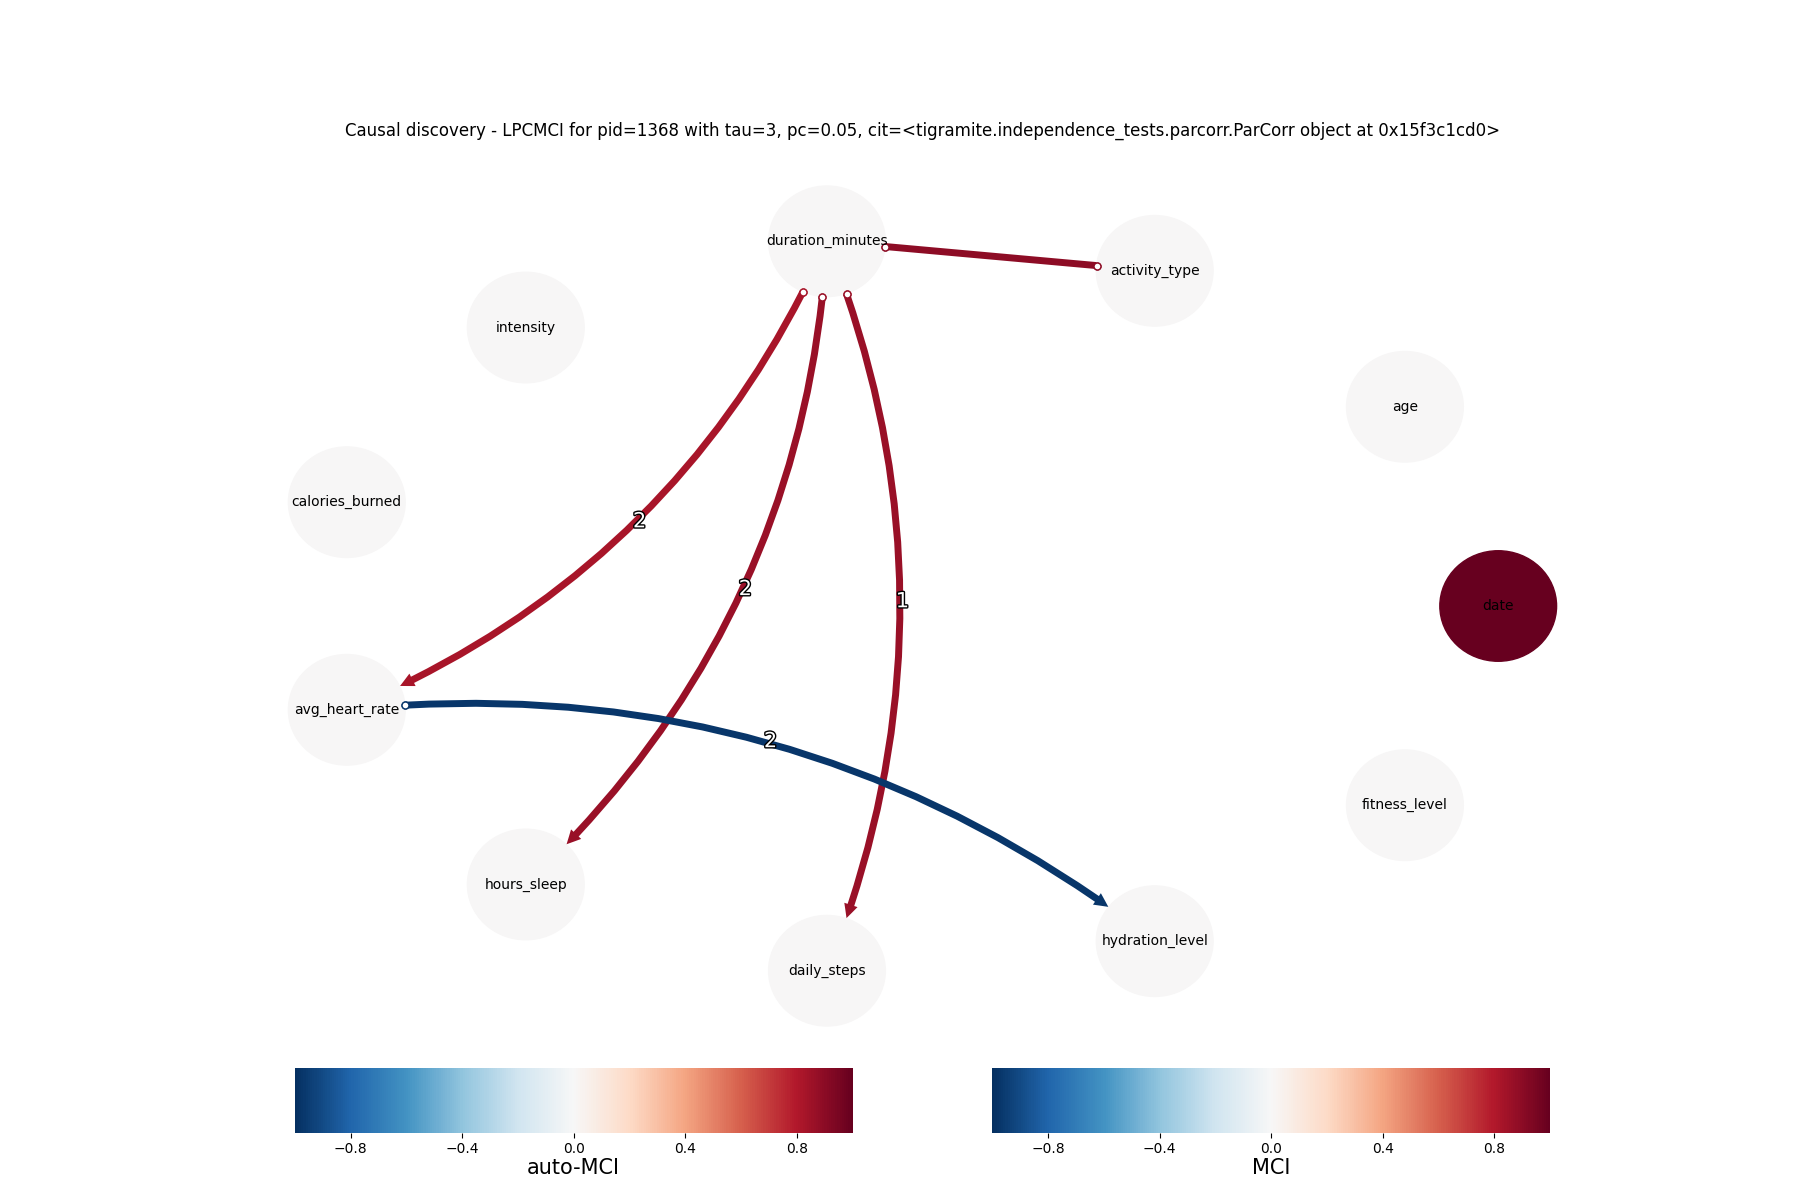 Causal discovery - LPCMCI for pid=1368 with tau=3, pc=0.05, cit=<tigramite.independence_tests.parcorr.ParCorr object at 0x15f3c1cd0>
duration_minutes
activity_type
intensity
age
calories_burned
2
2
1
date
avg_heart_rate
2
fitness_level
hours_sleep
hydration_level
daily_steps
−0.8 −0.4 0.0 0.4 0.8
auto-MCI
−0.8 −0.4 0.0 0.4 0.8
MCI